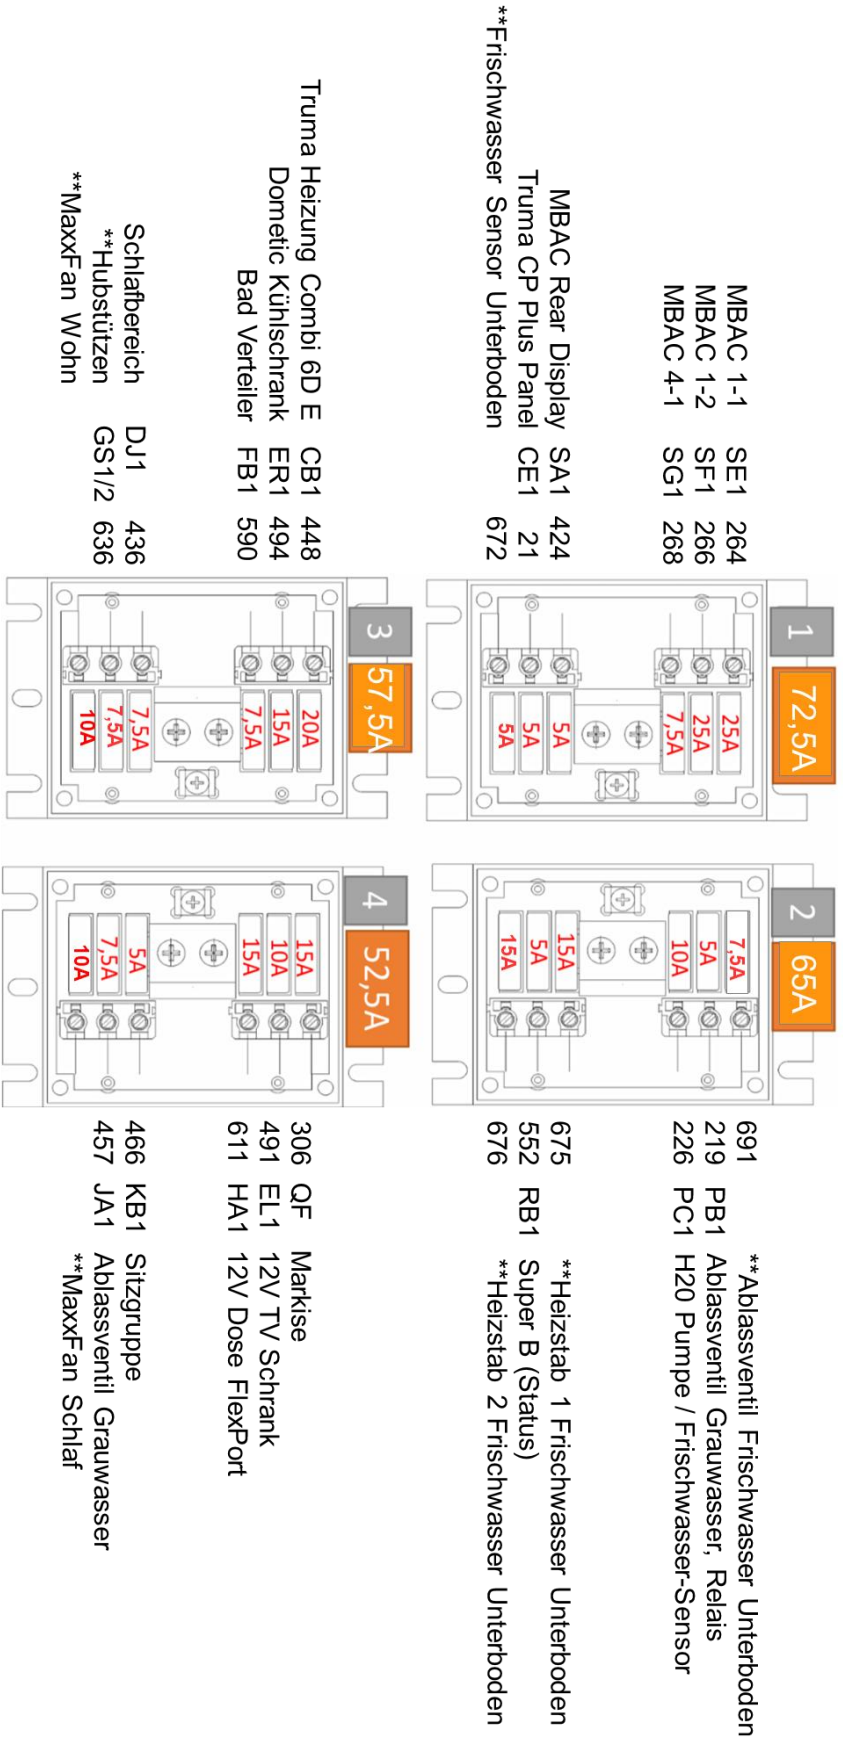 1
72,5A
MBAC 1-1 SE1 264 25A
MBAC 1-2 SF1 266 25A
MBAC 4-1 SG1 268 7,5A
MBAC Rear Display SA1 424 5A
Truma CP Plus Panel CE1 21 5A
**Frischwasser Sensor Unterboden 672 5A
2
65A
7,5A 691 **Ablassventil Frischwasser Unterboden
5A 219 PB1 Ablassventil Grauwasser, Relais
10A 226 PC1 H20 Pumpe / Frischwasser-Sensor
15A 675 **Heizstab 1 Frischwasser Unterboden
5A 552 RB1 Super B (Status)
15A 676 **Heizstab 2 Frischwasser Unterboden
3
57,5A
Truma Heizung Combi 6D E CB1 448 20A
Dometic Kühlschrank ER1 494 15A
Bad Verteiler FB1 590 7,5A
Schlafbereich DJ1 436 7,5A
**Hubstützen GS1/2 636 7,5A
**MaxxFan Wohn 10A
4
52,5A
15A 306 QF Markise
10A 491 EL1 12V TV Schrank
15A 611 HA1 12V Dose FlexPort
5A 466 KB1 Sitzgruppe
7,5A 457 JA1 Ablassventil Grauwasser
10A **MaxxFan Schlaf